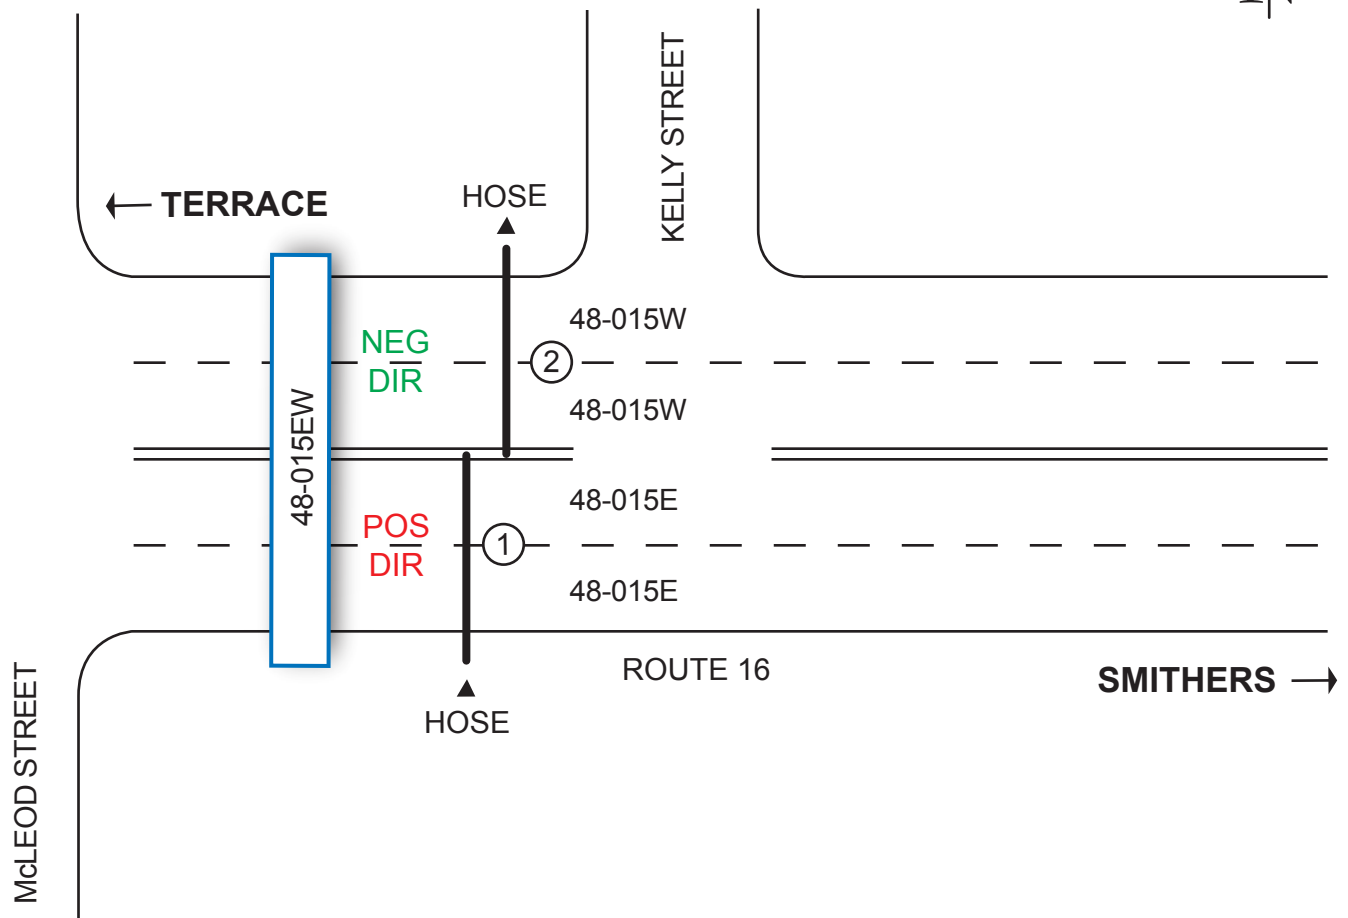 KELLY STREET
← TERRACE
HOSE
48-015W
NEG
DIR
2
48-015W
48-015EW
48-015E
POS
DIR
1
48-015E
ROUTE 16
SMITHERS →
HOSE
McLEOD STREET